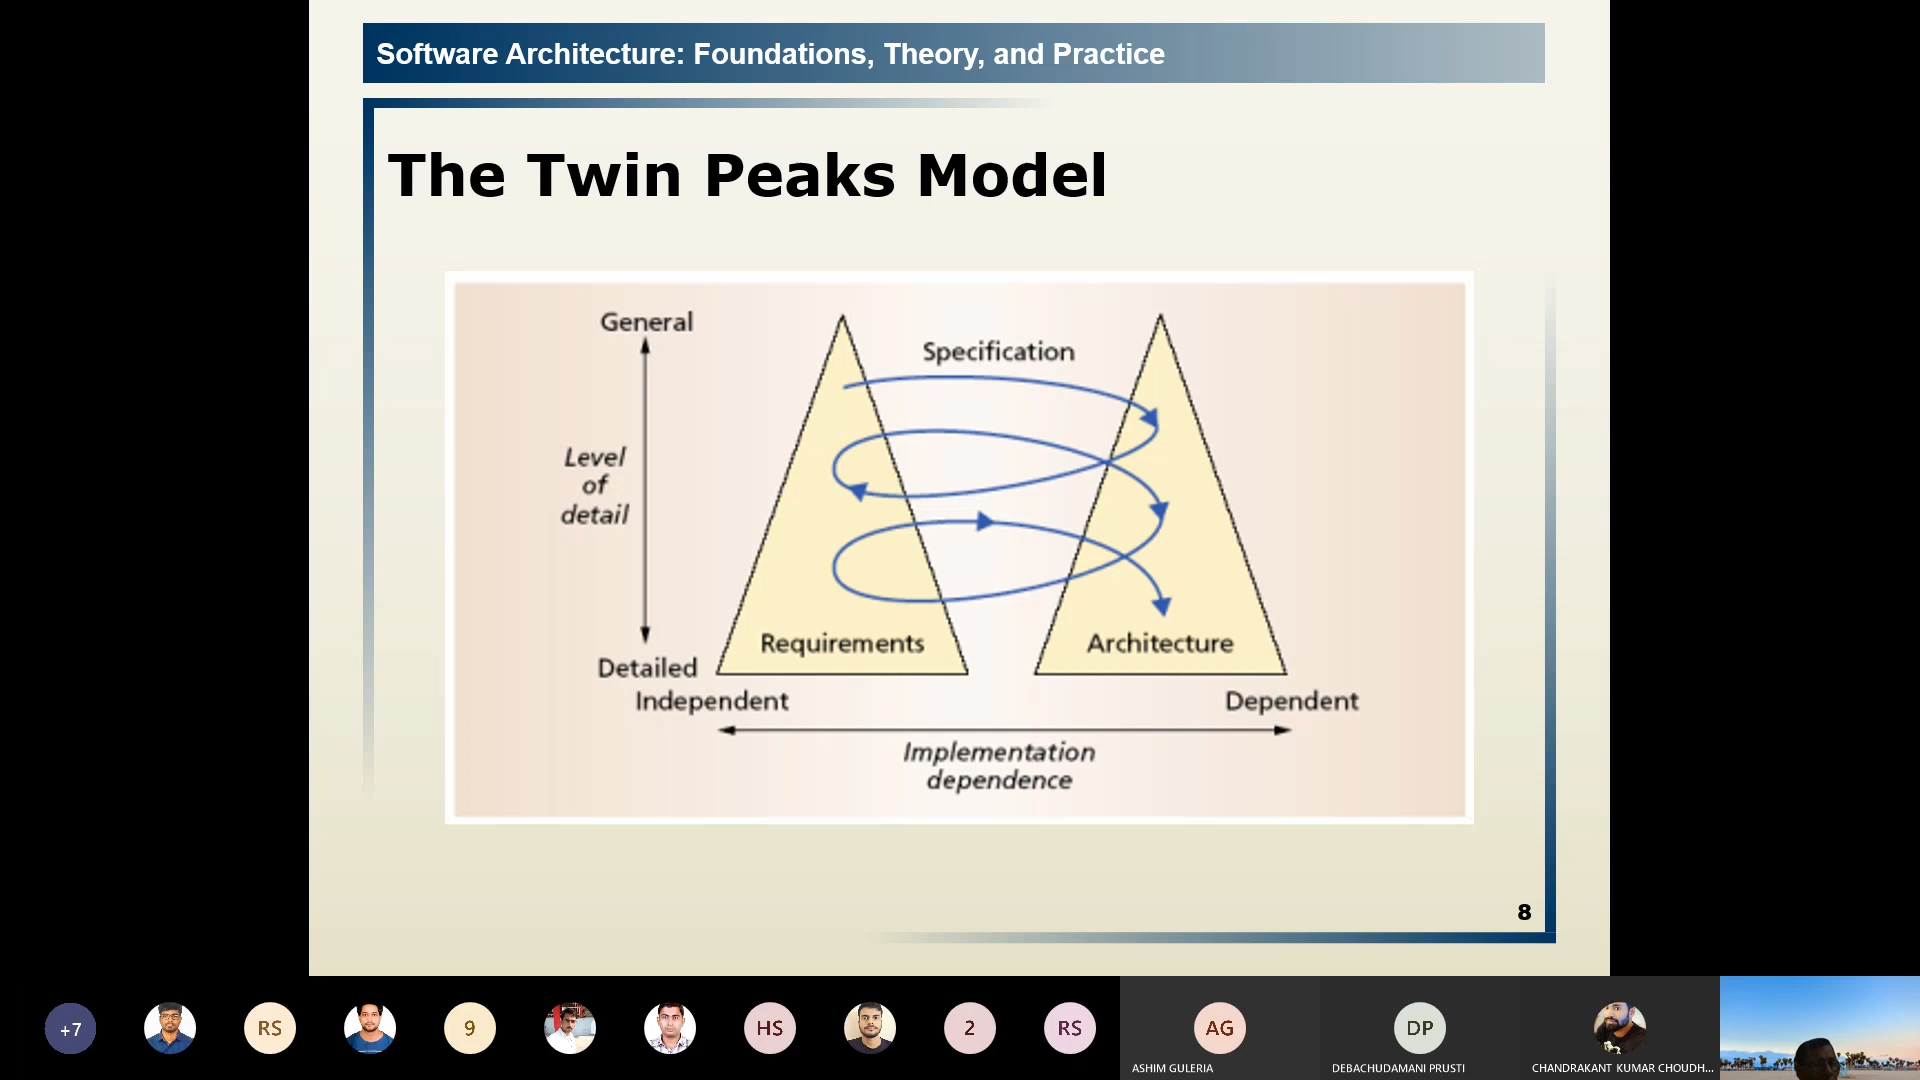 Software Architecture: Foundations, Theory, and Practice
The Twin Peaks Model
General
Specification
Level
of
detail
Requirements
Architecture
Detailed
Independent
Dependent
Implementation
dependence
8
+7
RS
9
HS
2
RS
AG
DP
ASHIM GULERIA
DEBACHUDAMANI PRUSTI
CHANDRAKANT KUMAR CHOUDH...